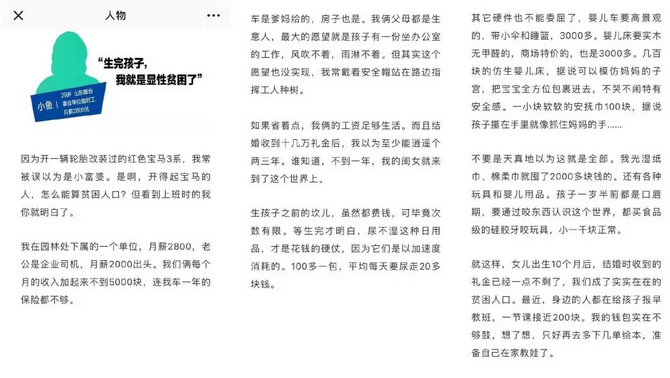 人物
“生完孩子，
我就是显性贫困了”
小鱼
29岁 山东烟台
事业单位临时工
月薪2800元
因为开一辆轮胎改装过的红色宝马3系，我常
被误以为是小富婆。是啊，开得起宝马的
人，怎么能算贫困人口？但看到上班时的我
你就明白了。
我在园林处下属的一个单位，月薪2800，老
公是企业司机，月薪2000出头。我们俩每个
月的收入加起来不到5000块，连我车一年的
保险都不够。
车是爹妈给的，房子也是。我俩父母都是生
意人，最大的愿望就是孩子有一份坐办公室
的工作，风吹不着，雨淋不着。但其实这个
愿望也没实现，我常戴着安全帽站在路边指
挥工人种树。
如果省着点，我俩的工资足够生活。而且结
婚收到十几万礼金后，我以为至少能逍遥个
两三年。谁知道，不到一年，我的闺女就来
到了这个世界上。
生孩子之前的坎儿，虽然都费钱，可毕竟次
数有限。等生完才明白，尿不湿这种日用
品，才是花钱的硬仗，因为它们是以加速度
消耗的。100多一包，平均每天要尿走20多
块钱。
其它硬件也不能委屈了，婴儿车要高景观
的，带小伞和睡篮，3000多。婴儿床要实木
无甲醛的，商场特价的，也是3000多。几百
块的仿生婴儿床，据说可以模仿妈妈的子
宫，把宝宝全方位包裹进去，不哭不闹特有
安全感。一小块软软的安抚巾100块，据说
孩子攥在手里就像抓住妈妈的手……
不要是天真地以为这就是全部。我光湿纸
巾、棉柔巾就囤了2000多块钱的。还有各种
玩具和婴儿用品。孩子一岁半前都是口唇
期，要通过咬东西认识这个世界，都买食品
级的硅胶牙咬玩具，小一千块正常。
就这样，女儿出生10个月后，结婚时收到的
礼金已经一点不剩了，我们成了实实在在的
贫困人口。最近，身边的人都在给孩子报早
教班，一节课接近200块。我的钱包实在不
够鼓，想了想，只好再去多下几单绘本，准
备自己在家教娃了。